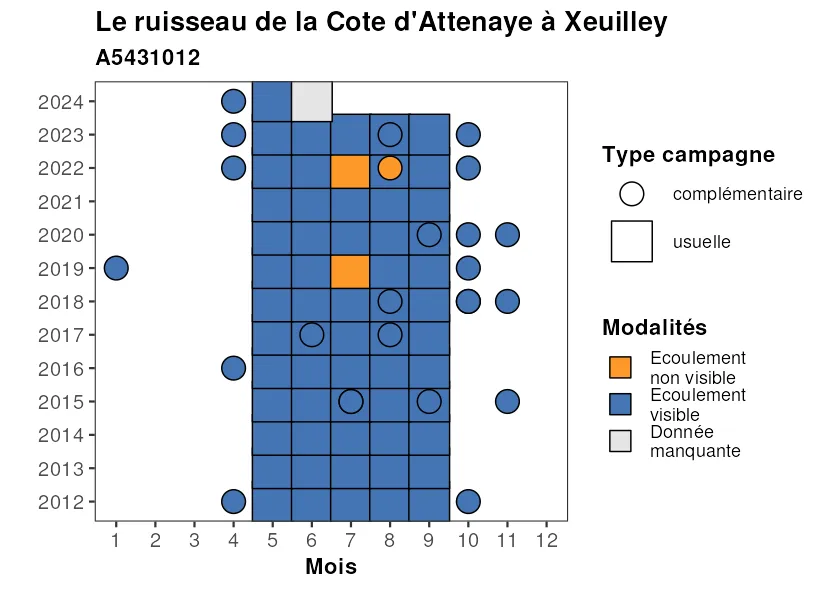 Le ruisseau de la Cote d'Attenaye à Xeuilley
A5431012
2024
2023
2022
2021
2020
2019
2018
2017
2016
2015
2014
2013
2012
1 2 3 4 5 6 7 8 9 10 11 12
Mois
Type campagne
complémentaire
usuelle
Modalités
Ecoulement
non visible
Ecoulement
visible
Donnée
manquante